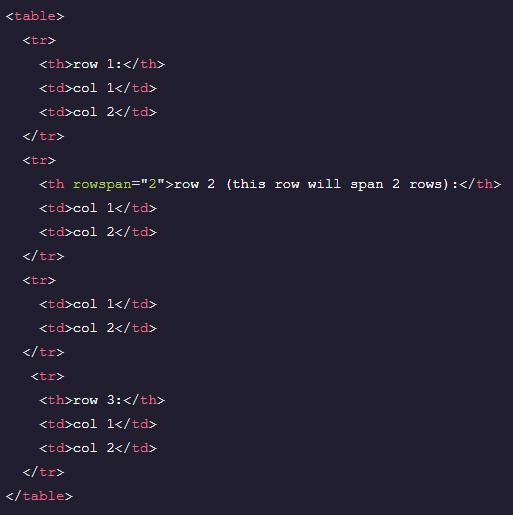 <table>
  <tr>
    <th>row 1:</th>
    <td>col 1</td>
    <td>col 2</td>
  </tr>
  <tr>
    <th rowspan="2">row 2 (this row will span 2 rows):</th>
    <td>col 1</td>
    <td>col 2</td>
  </tr>
  <tr>
    <td>col 1</td>
    <td>col 2</td>
  </tr>
   <tr>
    <th>row 3:</th>
    <td>col 1</td>
    <td>col 2</td>
  </tr>
</table>